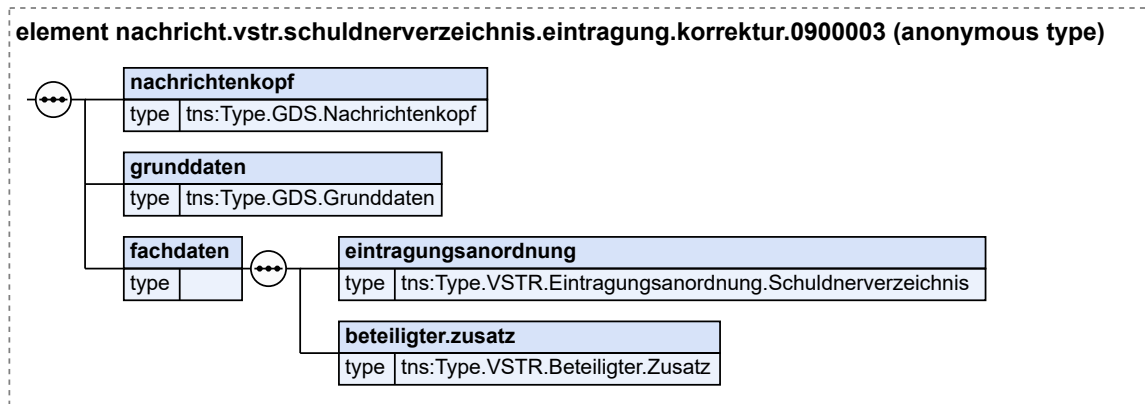 element nachricht.vstr.schuldnerverzeichnis.eintragung.korrektur.0900003 (anonymous type)
nachrichtenkopf
type tns:Type.GDS.Nachrichtenkopf
grunddaten
type tns:Type.GDS.Grunddaten
fachdaten
type
eintragungsanordnung
type tns:Type.VSTR.Eintragungsanordnung.Schuldnerverzeichnis
beteiligter.zusatz
type tns:Type.VSTR.Beteiligter.Zusatz